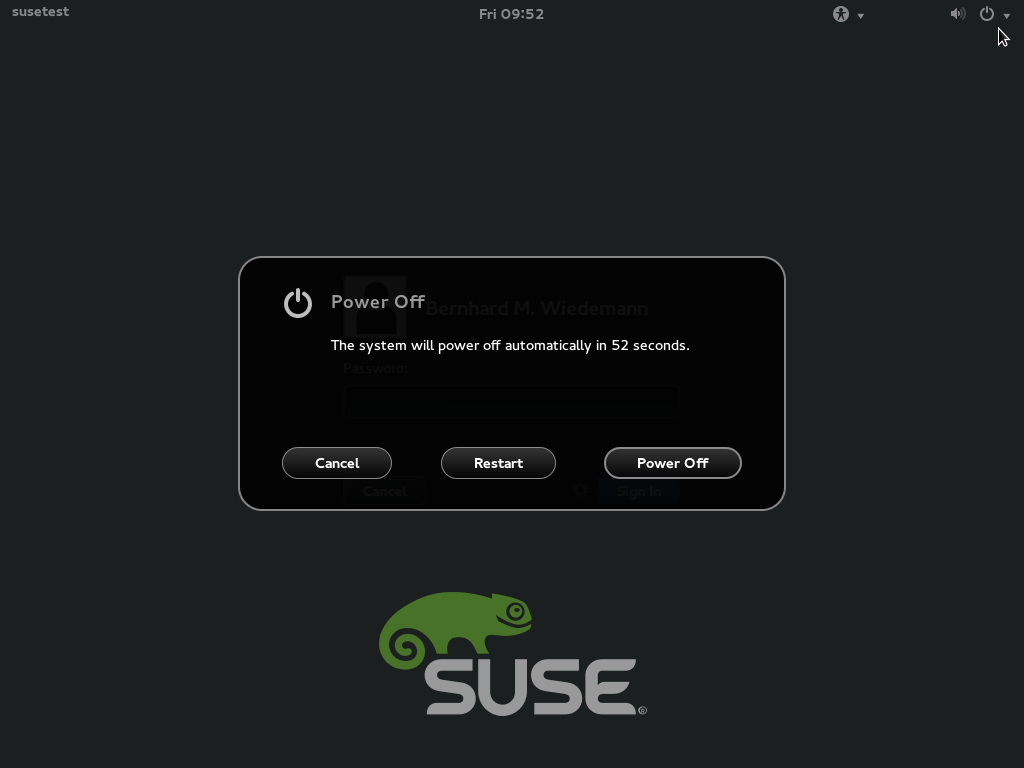 susetest
Fri 09:52
Power Off
Bernhard M. Wiedemann
The system will power off automatically in 52 seconds.
Password:
Cancel
Restart
Power Off
Cancel
Sign In
SUSE®